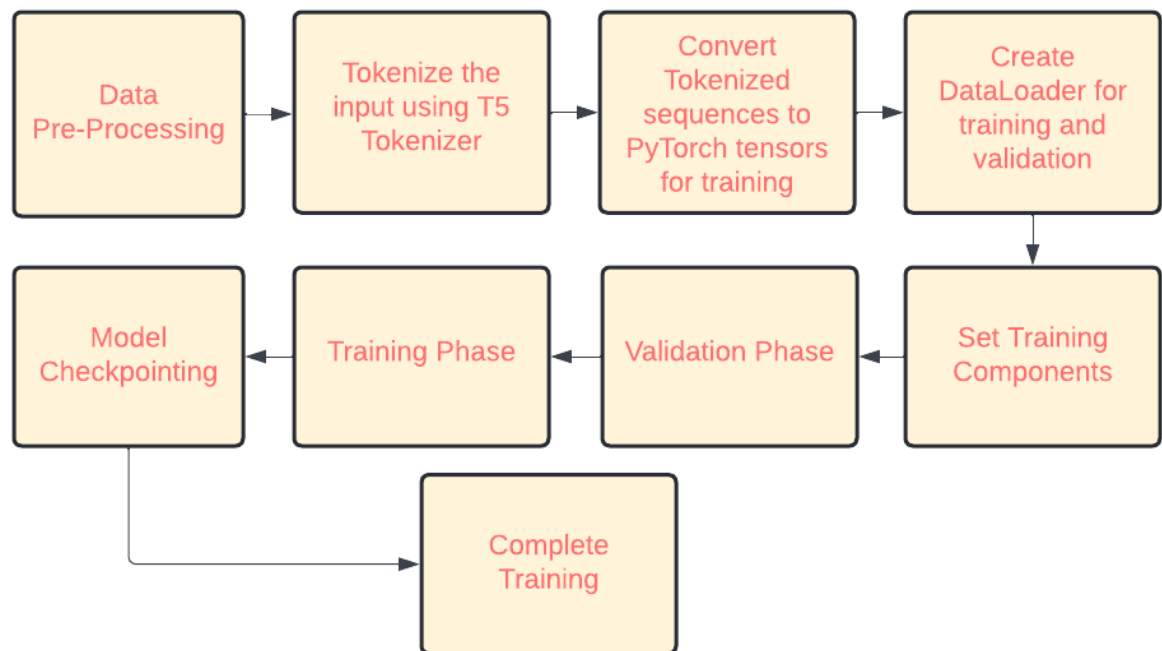 Data
Pre-Processing
Tokenize the
input using T5
Tokenizer
Convert
Tokenized
sequences to
PyTorch tensors
for training
Create
DataLoader for
training and
validation
Set Training
Components
Validation Phase
Training Phase
Model
Checkpointing
Complete
Training